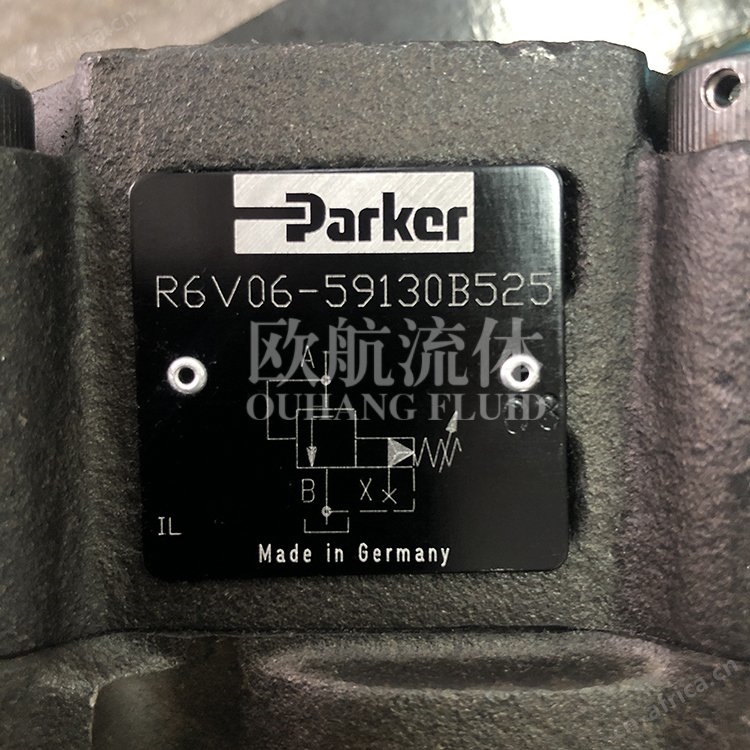 Parker
R6V06-59130B525
欧航流体
OUHANG FLUID
A
B
X
IL
Made in Germany